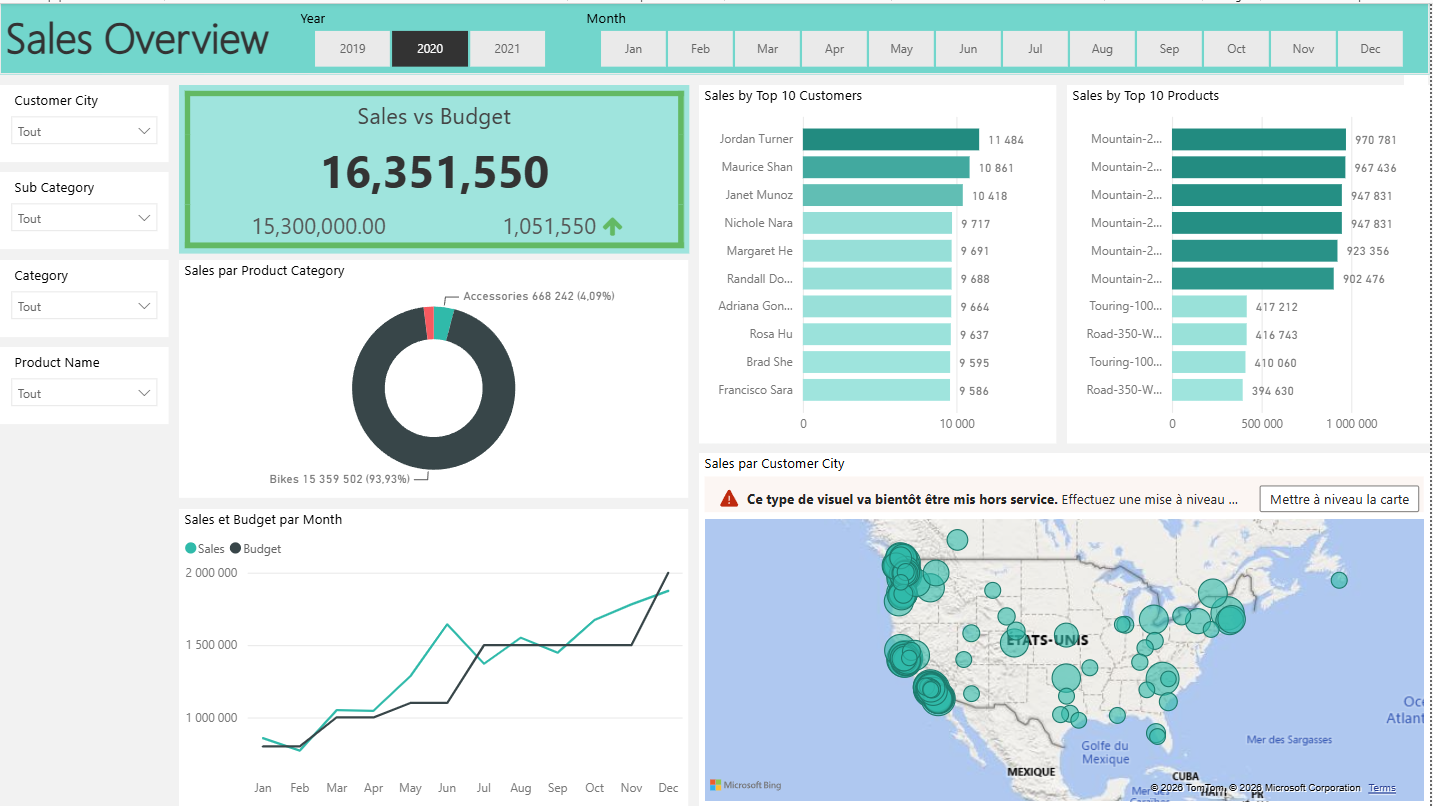 Sales Overview
Year
2019
2020
2021
Month
Jan
Feb
Mar
Apr
May
Jun
Jul
Aug
Sep
Oct
Nov
Dec
Customer City
Tout
Sub Category
Tout
Category
Tout
Product Name
Tout
Sales vs Budget
16,351,550
15,300,000.00
1,051,550
Sales par Product Category
Accessories 668 242 (4,09%)
Bikes 15 359 502 (93,93%)
Sales et Budget par Month
Sales
Budget
2 000 000
1 500 000
1 000 000
Jan Feb Mar Apr May Jun Jul Aug Sep Oct Nov Dec
Sales by Top 10 Customers
Jordan Turner 11 484
Maurice Shan 10 861
Janet Munoz 10 418
Nichole Nara 9 717
Margaret He 9 691
Randall Do... 9 688
Adriana Gon... 9 664
Rosa Hu 9 637
Brad She 9 595
Francisco Sara 9 586
0 10 000
Sales by Top 10 Products
Mountain-2... 970 781
Mountain-2... 967 436
Mountain-2... 947 831
Mountain-2... 947 831
Mountain-2... 923 356
Mountain-2... 902 476
Touring-100... 417 212
Road-350-W... 416 743
Touring-100... 410 060
Road-350-W... 394 630
0 500 000 1 000 000
Sales par Customer City
Ce type de visuel va bientôt être mis hors service. Effectuez une mise à niveau ...
Mettre à niveau la carte
ÉTATS-UNIS
Golfe du
Mexique
Mer des Sargasses
MEXIQUE
CUBA
Microsoft Bing
© 2026 TomTom, © 2026 Microsoft Corporation Terms